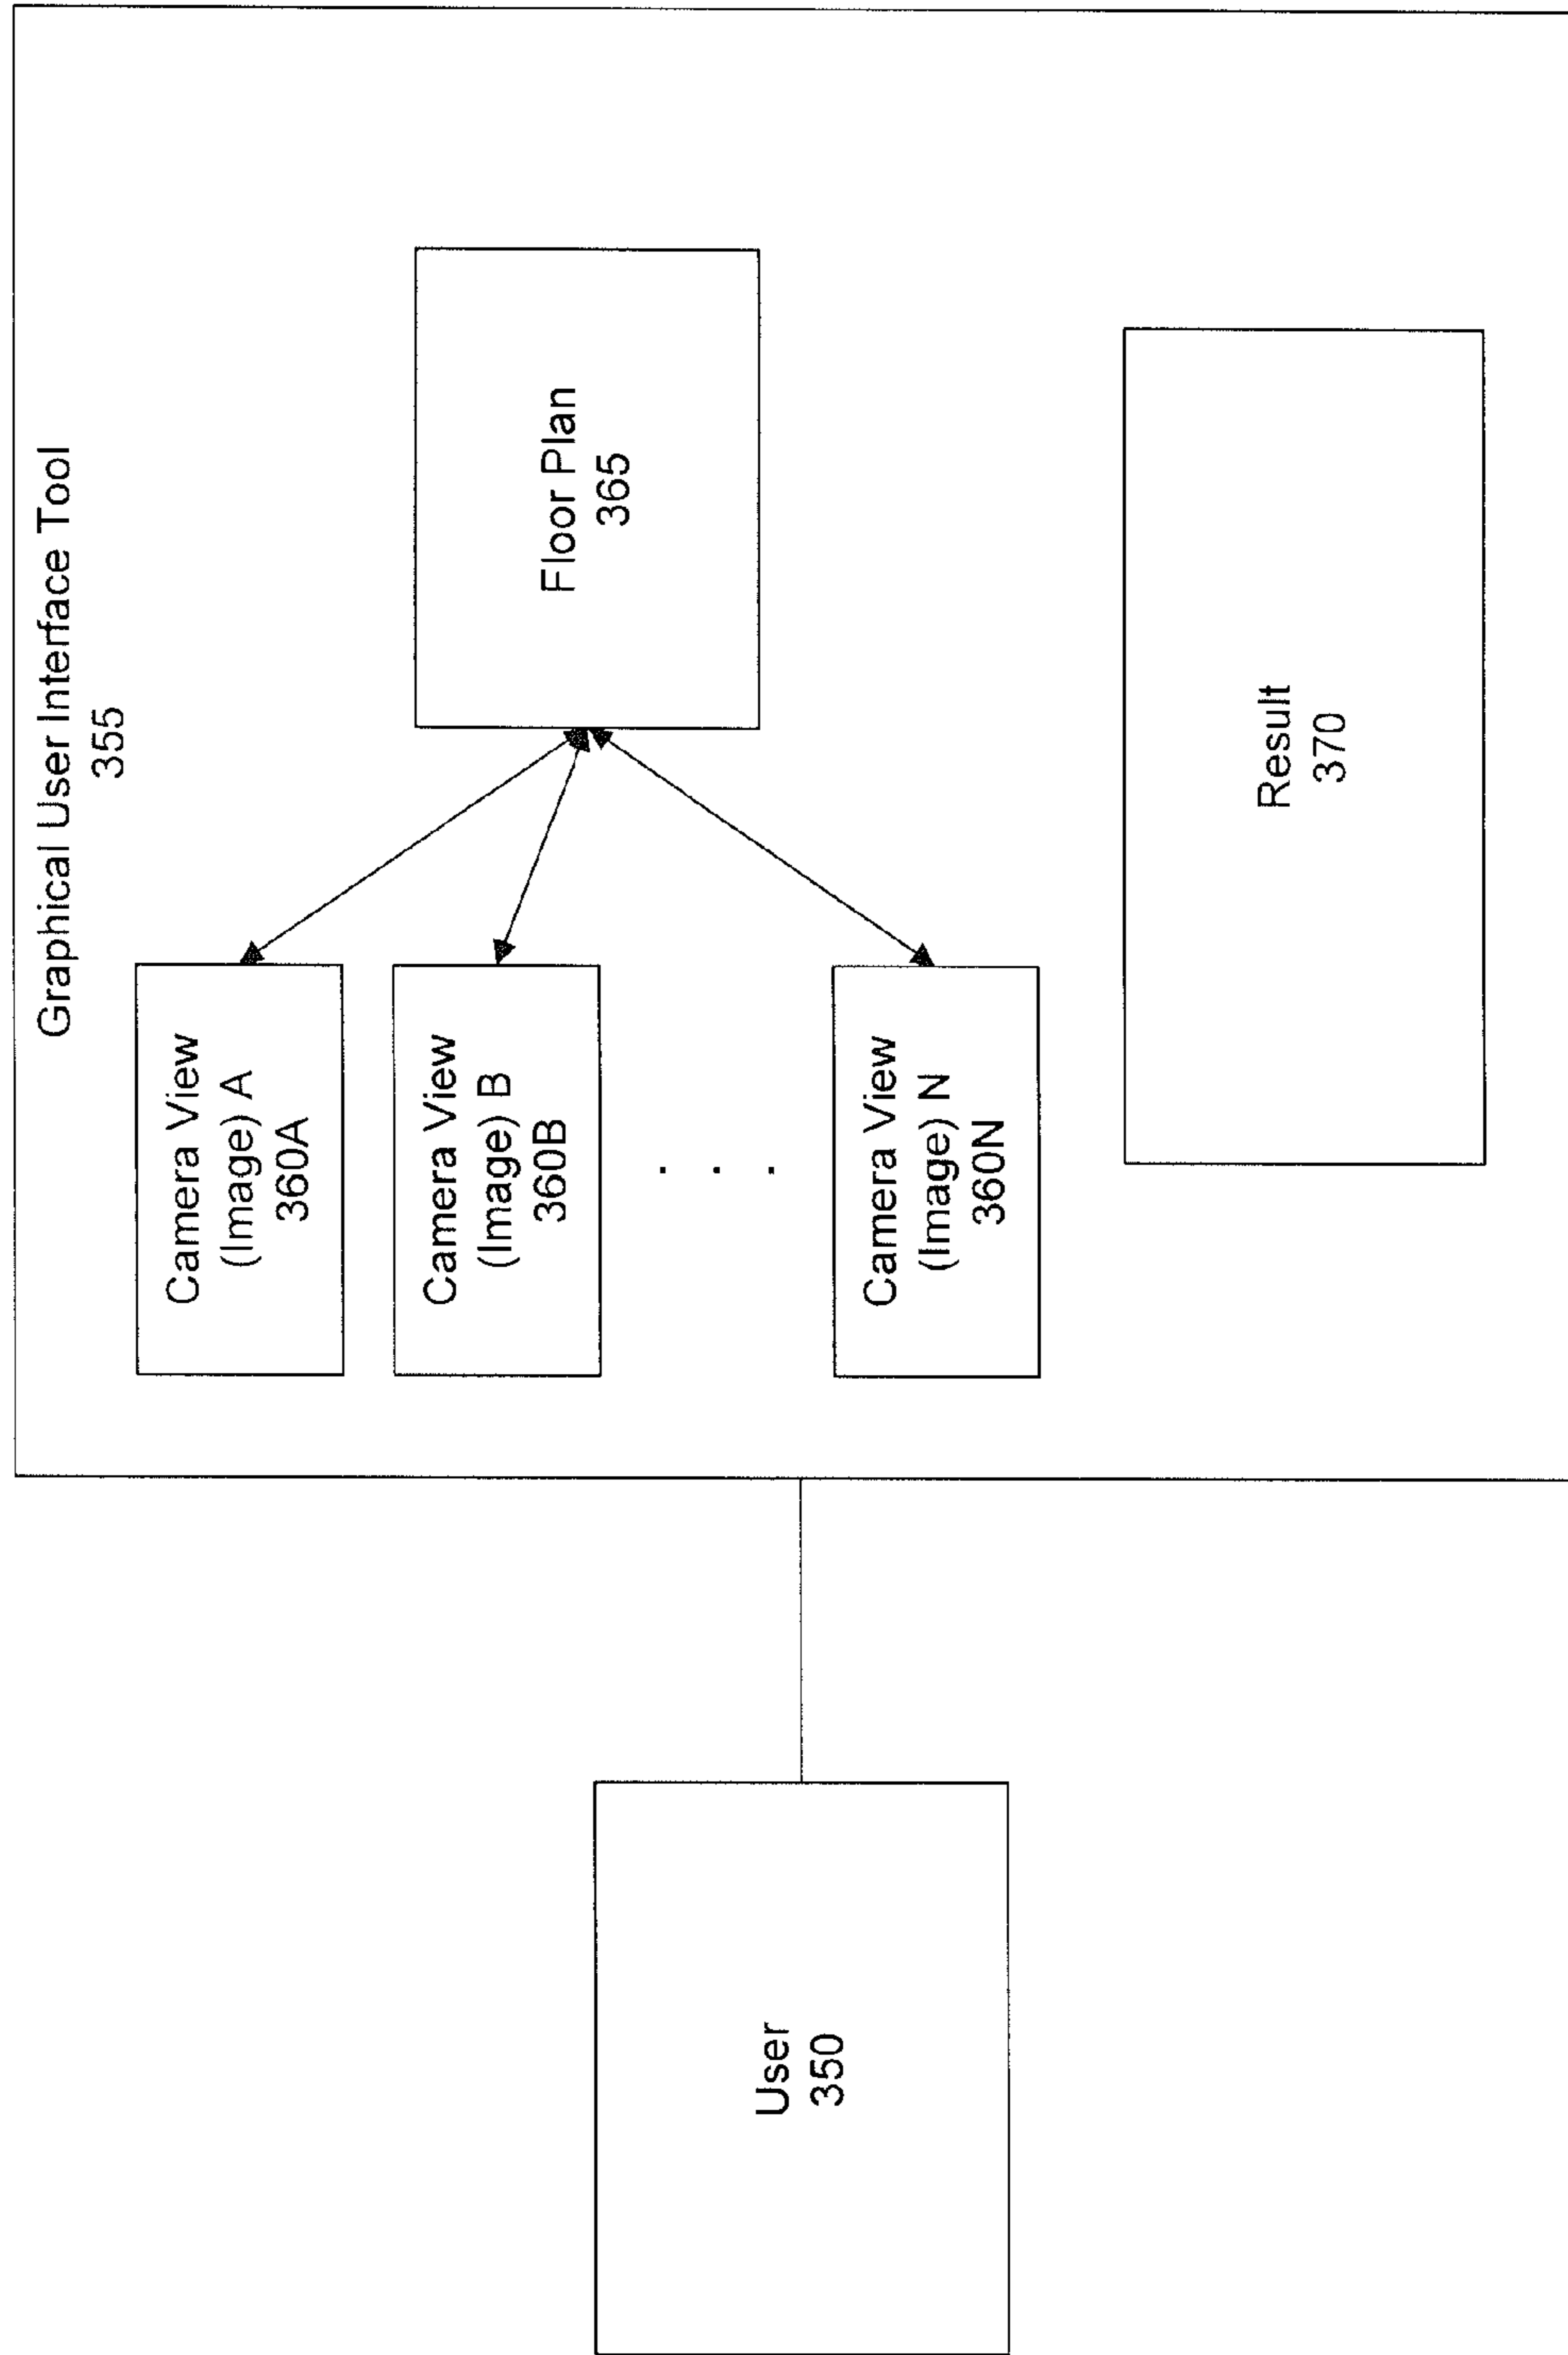 Graphical User Interface Tool
355
Camera View
(Image) A
360A
Camera View
(Image) B
360B
. . .
Camera View
(Image) N
360N
Floor Plan
365
Result
370
User
350